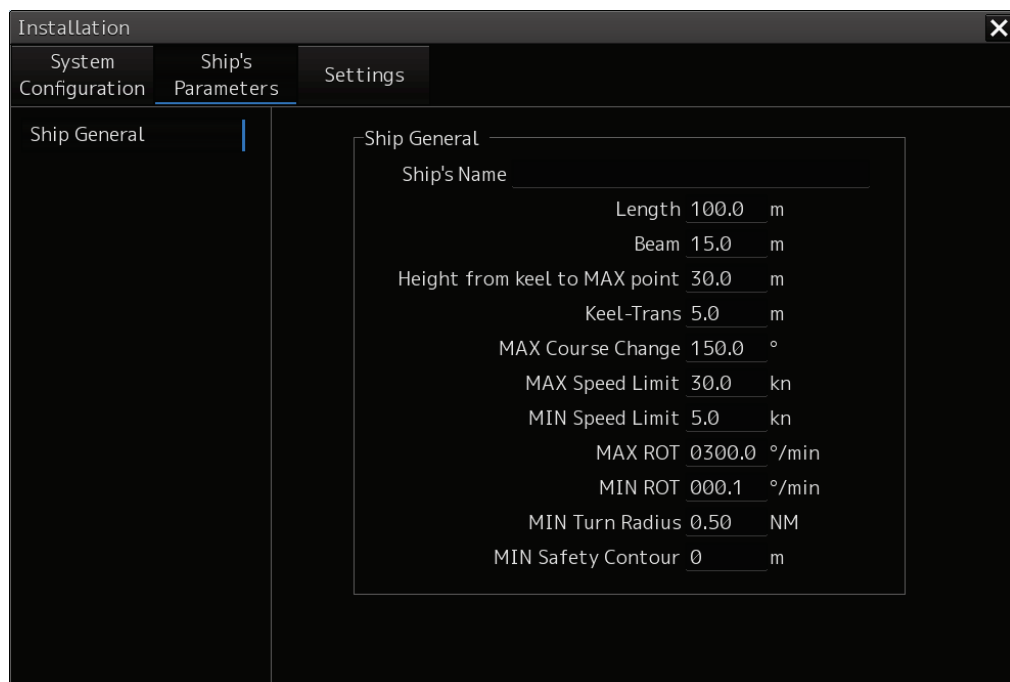 Installation
System Configuration
Ship's Parameters
Settings
Ship General
Ship General
Ship's Name
Length 100.0 m
Beam 15.0 m
Height from keel to MAX point 30.0 m
Keel-Trans 5.0 m
MAX Course Change 150.0 °
MAX Speed Limit 30.0 kn
MIN Speed Limit 5.0 kn
MAX ROT 0300.0 °/min
MIN ROT 000.1 °/min
MIN Turn Radius 0.50 NM
MIN Safety Contour 0 m